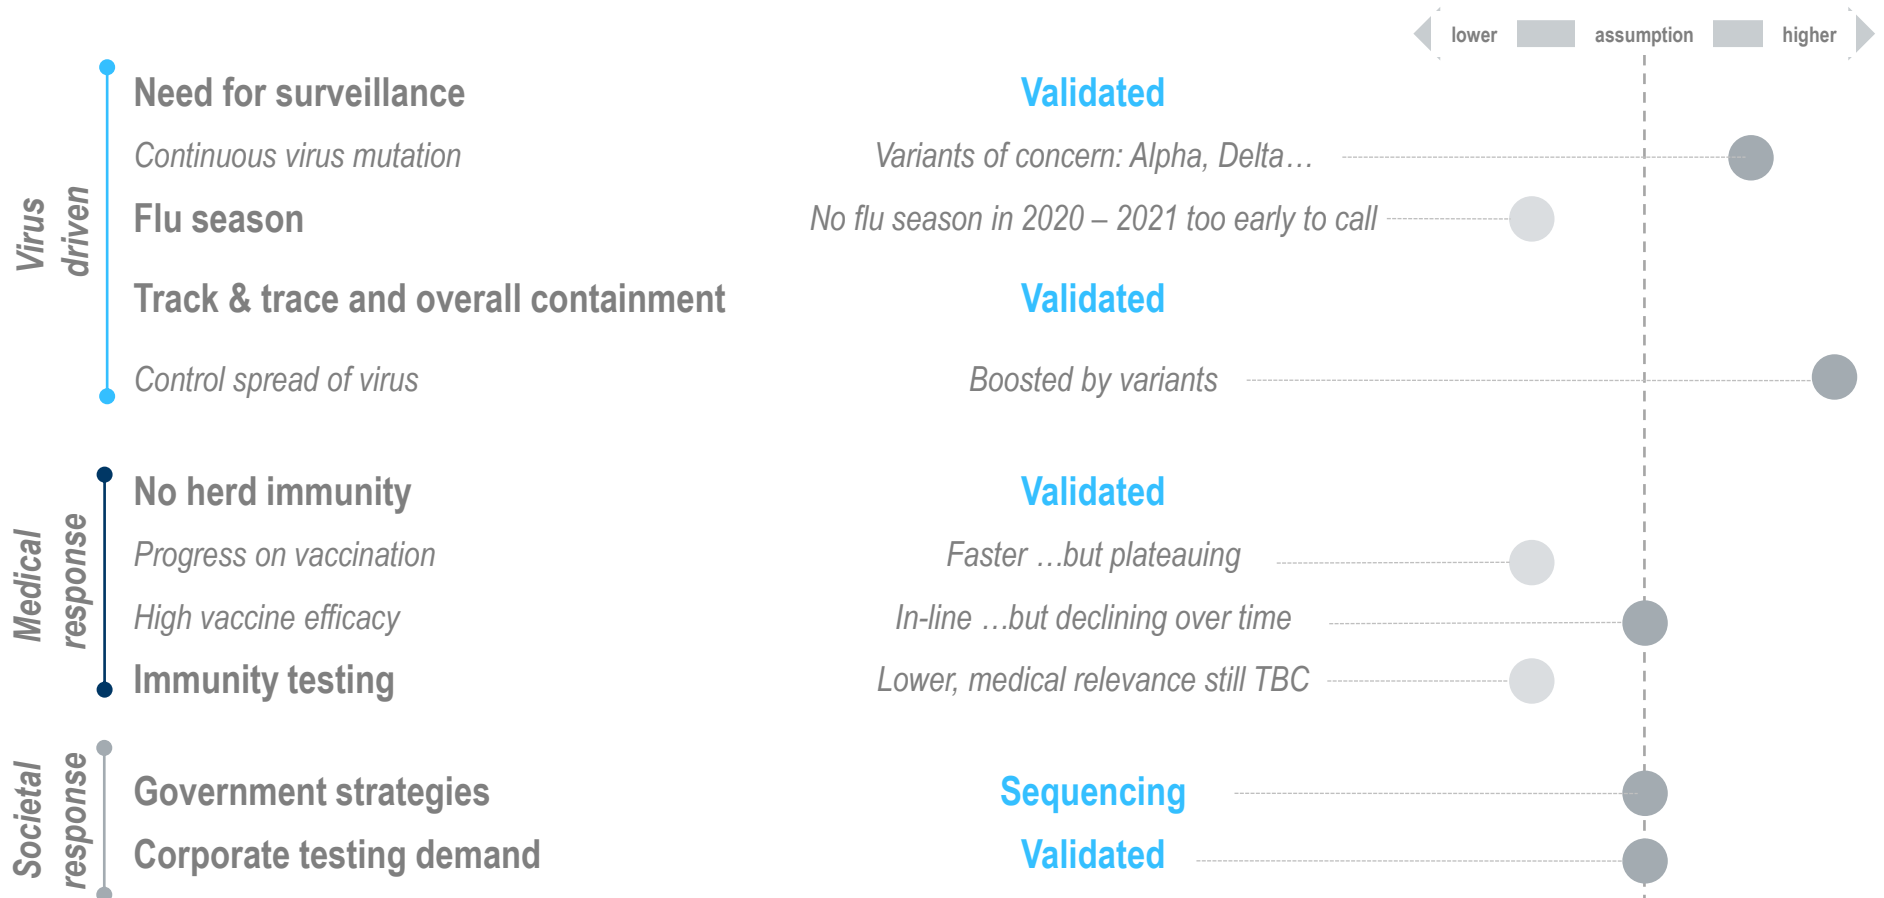 lower assumption higher
Virus
driven
Need for surveillance Validated
Continuous virus mutation Variants of concern: Alpha, Delta…
Flu season No flu season in 2020 – 2021 too early to call
Track & trace and overall containment Validated
Control spread of virus Boosted by variants
Medical
response
No herd immunity Validated
Progress on vaccination Faster …but plateauing
High vaccine efficacy In-line …but declining over time
Immunity testing Lower, medical relevance still TBC
Societal
response
Government strategies Sequencing
Corporate testing demand Validated